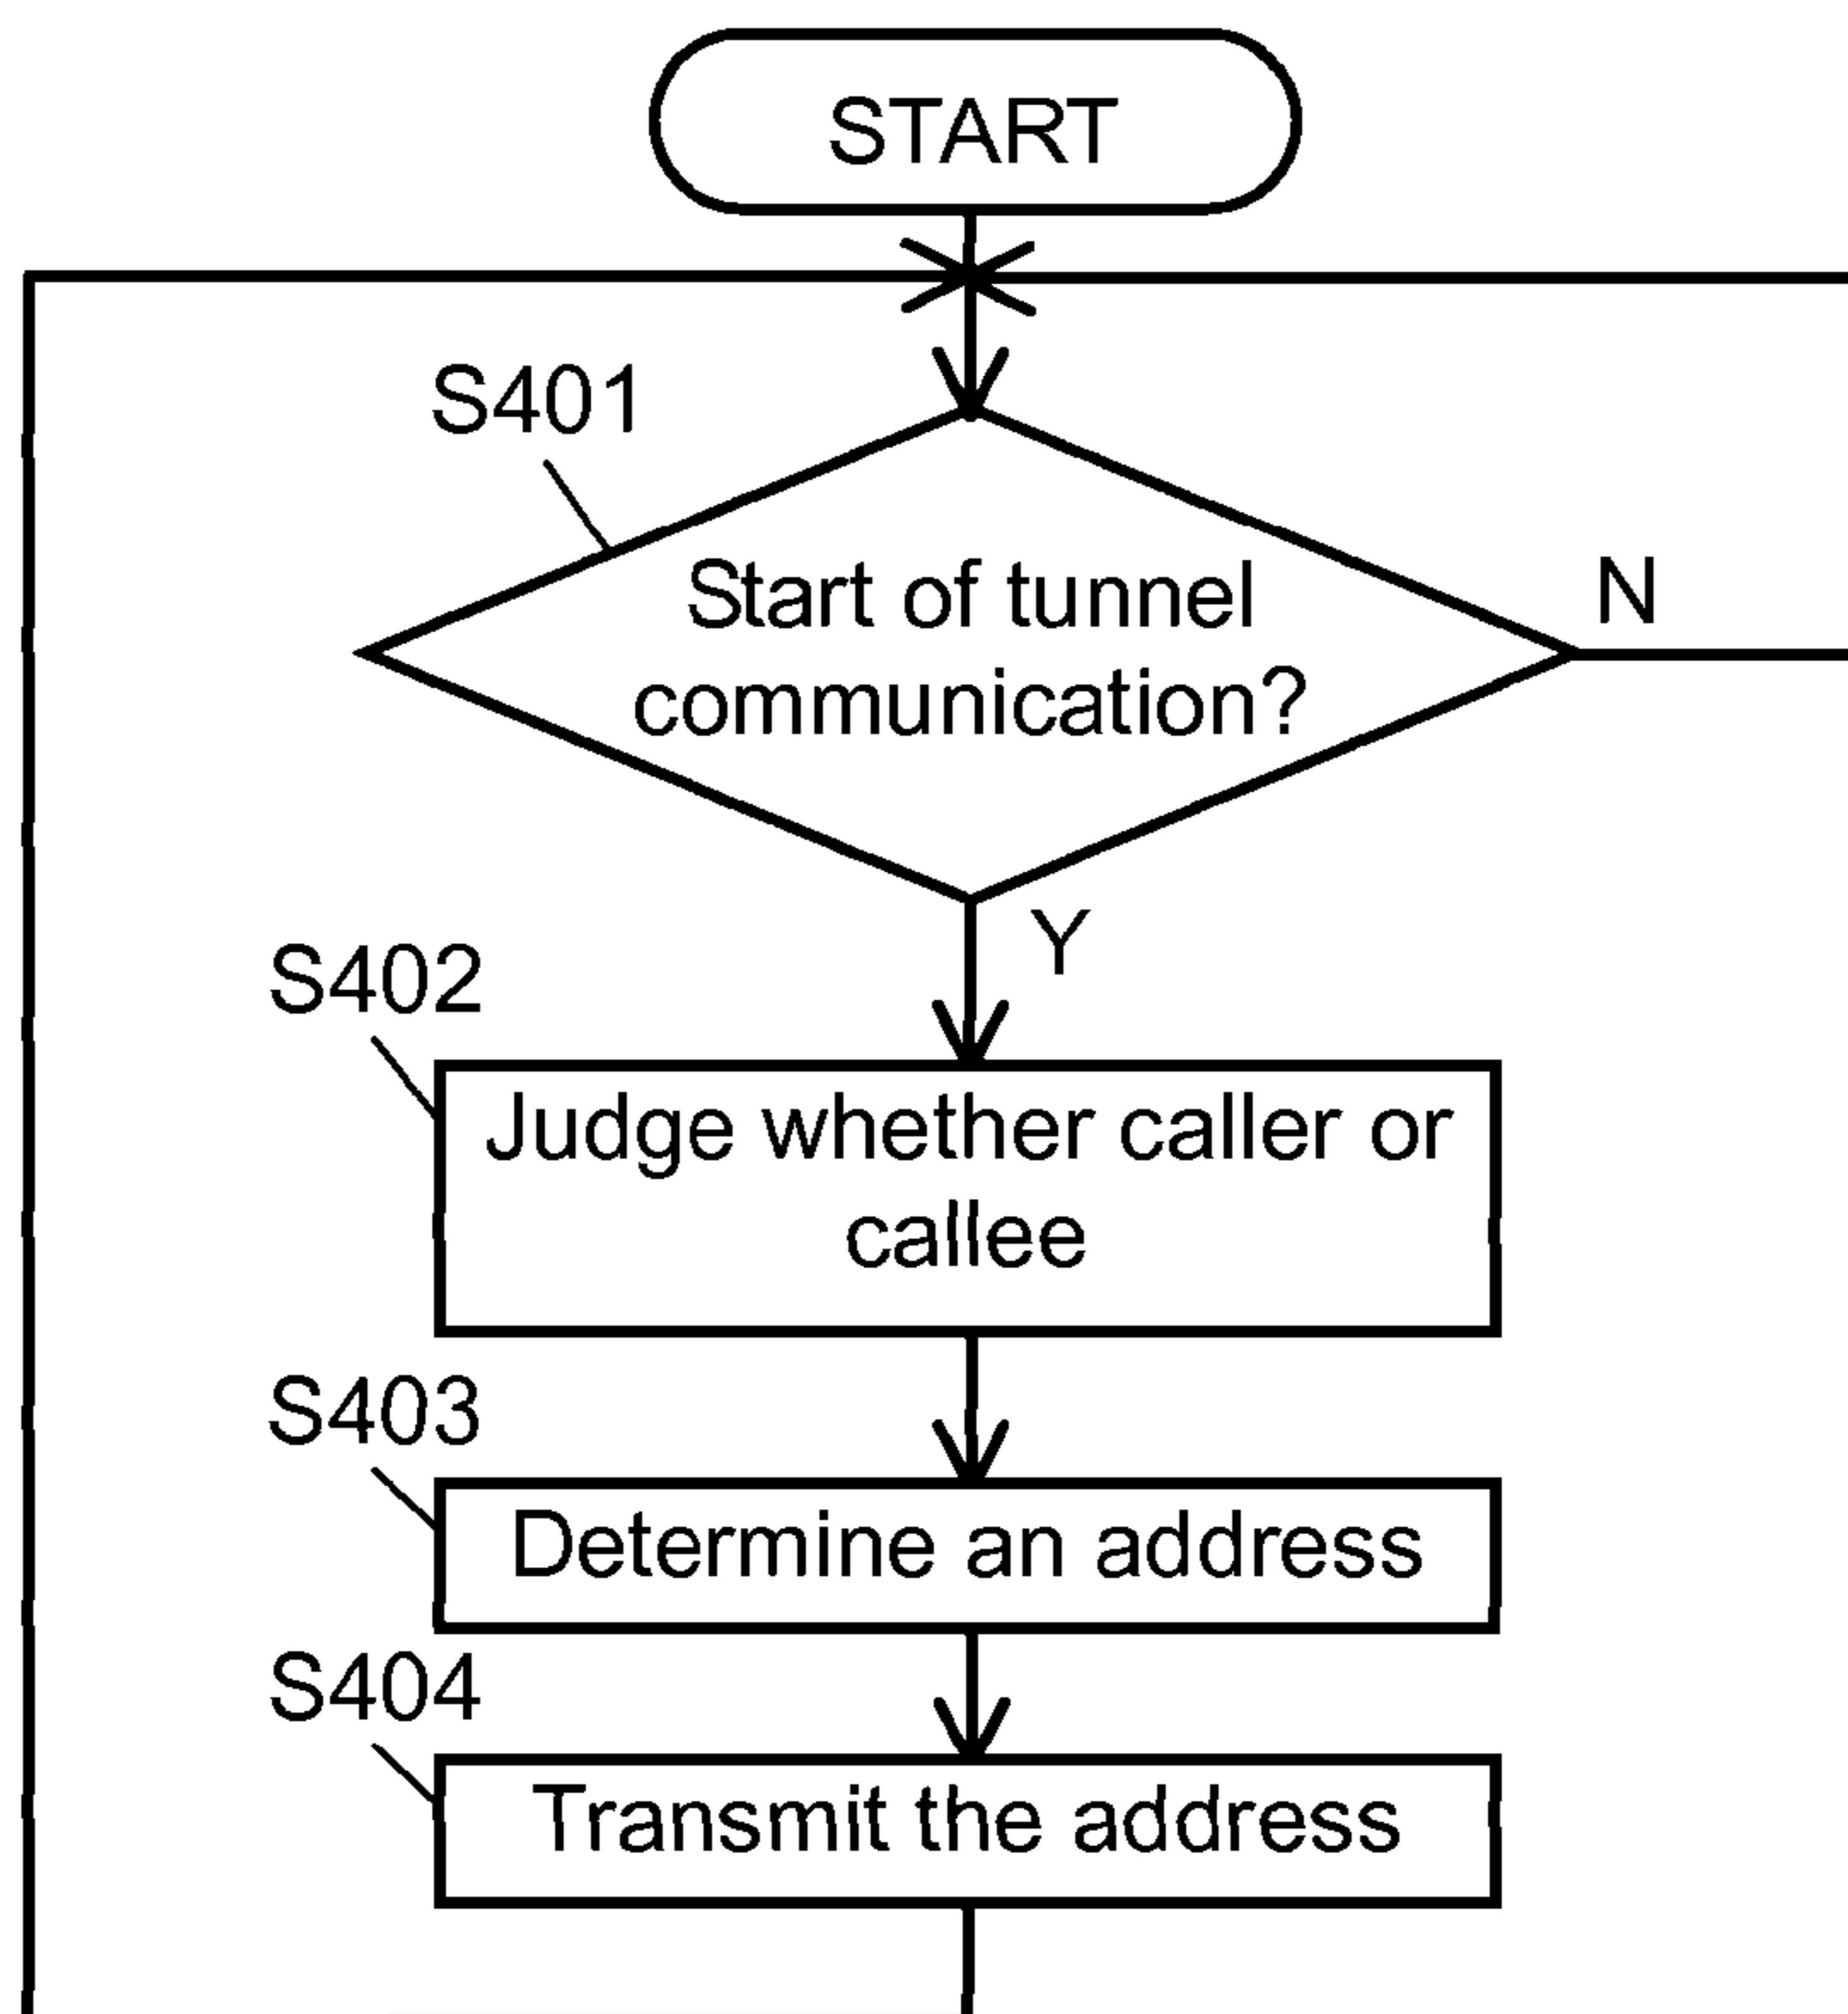 START
S401
Start of tunnel
communication?
N
Y
S402
Judge whether caller or
callee
S403
Determine an address
S404
Transmit the address